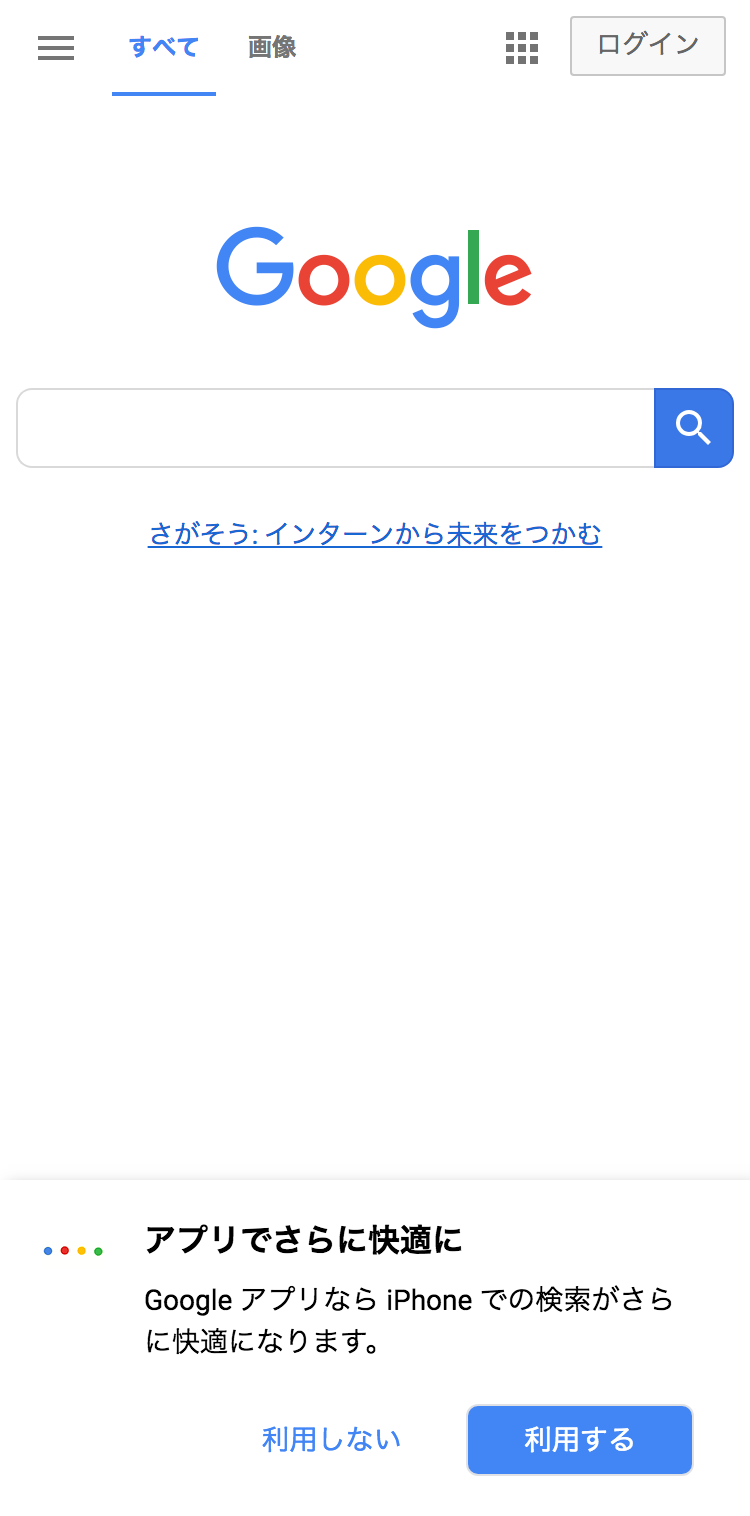 すべて 画像 ログイン
Google
さがそう: インターンから未来をつかむ
アプリでさらに快適に
Google アプリなら iPhone での検索がさら
に快適になります。
利用しない 利用する